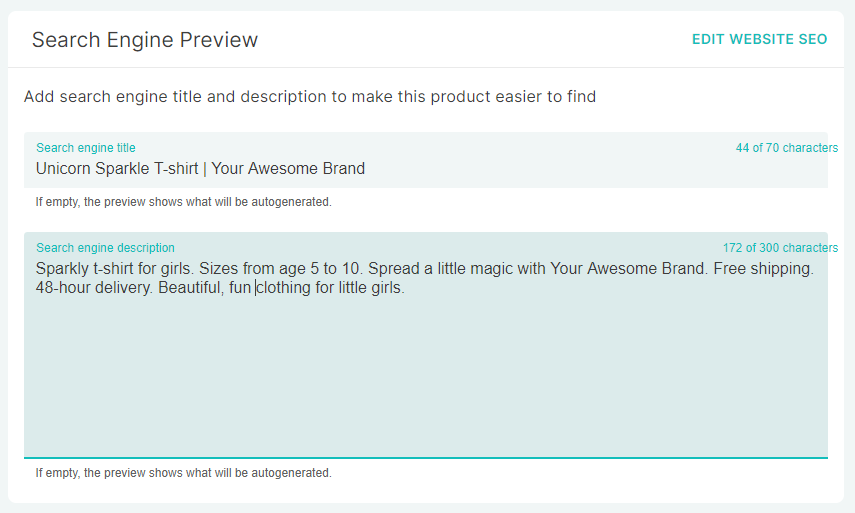 Search Engine Preview
EDIT WEBSITE SEO
Add search engine title and description to make this product easier to find
Search engine title
44 of 70 characters
Unicorn Sparkle T-shirt | Your Awesome Brand
If empty, the preview shows what will be autogenerated.
Search engine description
172 of 300 characters
Sparkly t-shirt for girls. Sizes from age 5 to 10. Spread a little magic with Your Awesome Brand. Free shipping.
48-hour delivery. Beautiful, fun clothing for little girls.
If empty, the preview shows what will be autogenerated.